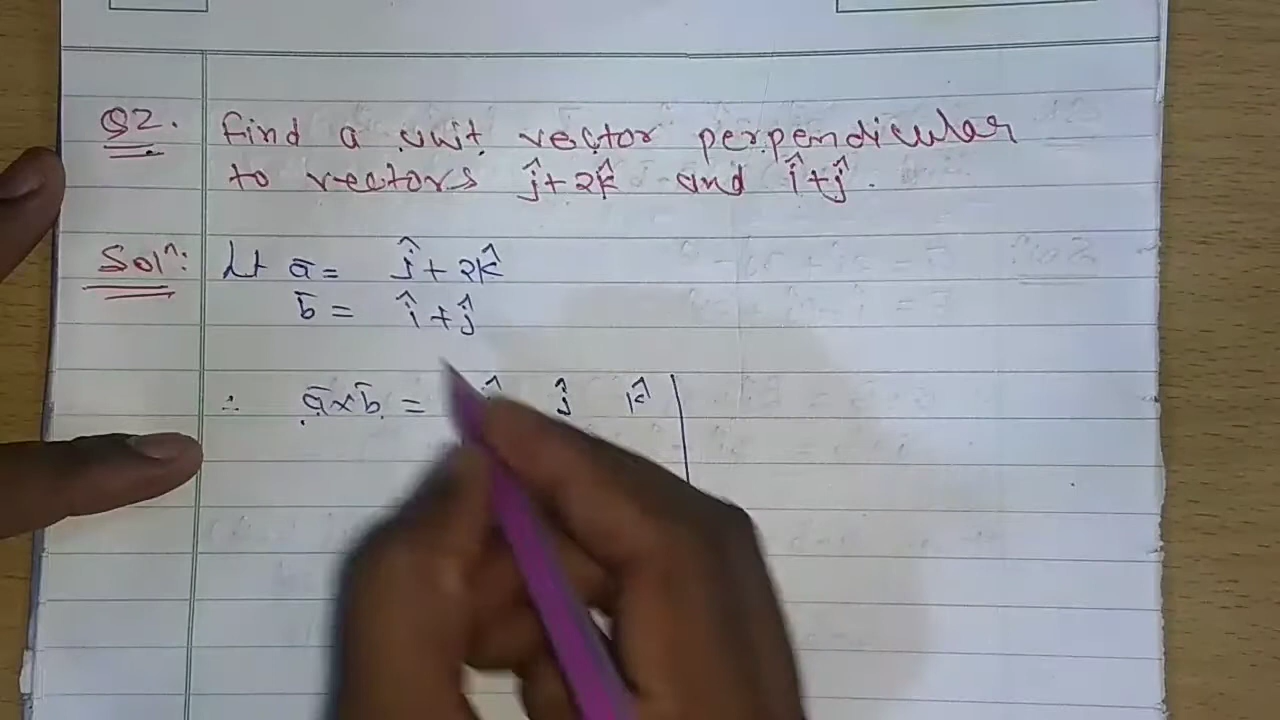 Q2. Find a unit vector perpendicular
to vectors ĵ+2k̂ and î+ĵ.
Solⁿ: Let ā = ĵ+2k̂
b̄ = î+ĵ
∴ ā×b̄ = ĵ k̂ |